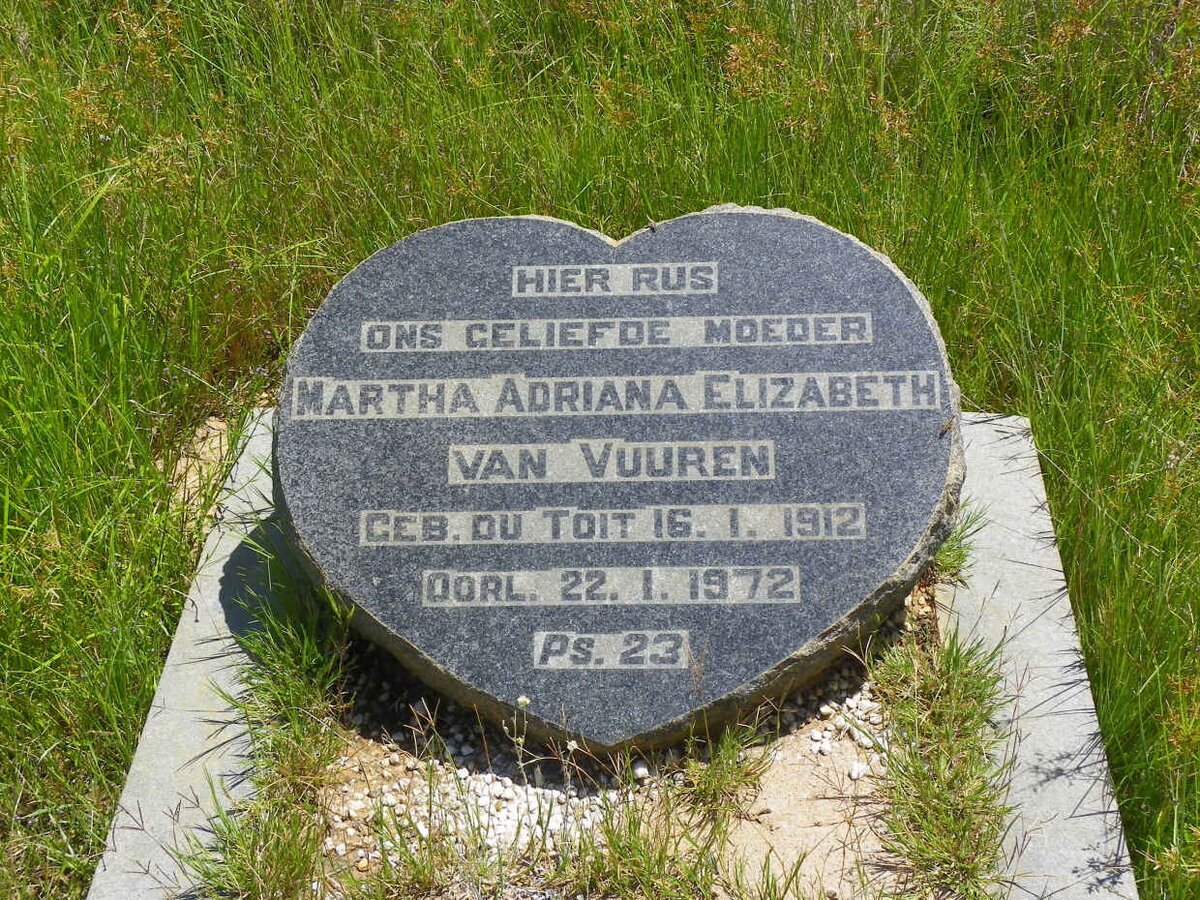 HIER RUS
ONS GELIEFDE MOEDER
MARTHA ADRIANA ELIZABETH
VAN VUUREN
GEB. DU TOIT 16. 1. 1912
OORL. 22. 1. 1972
PS. 23